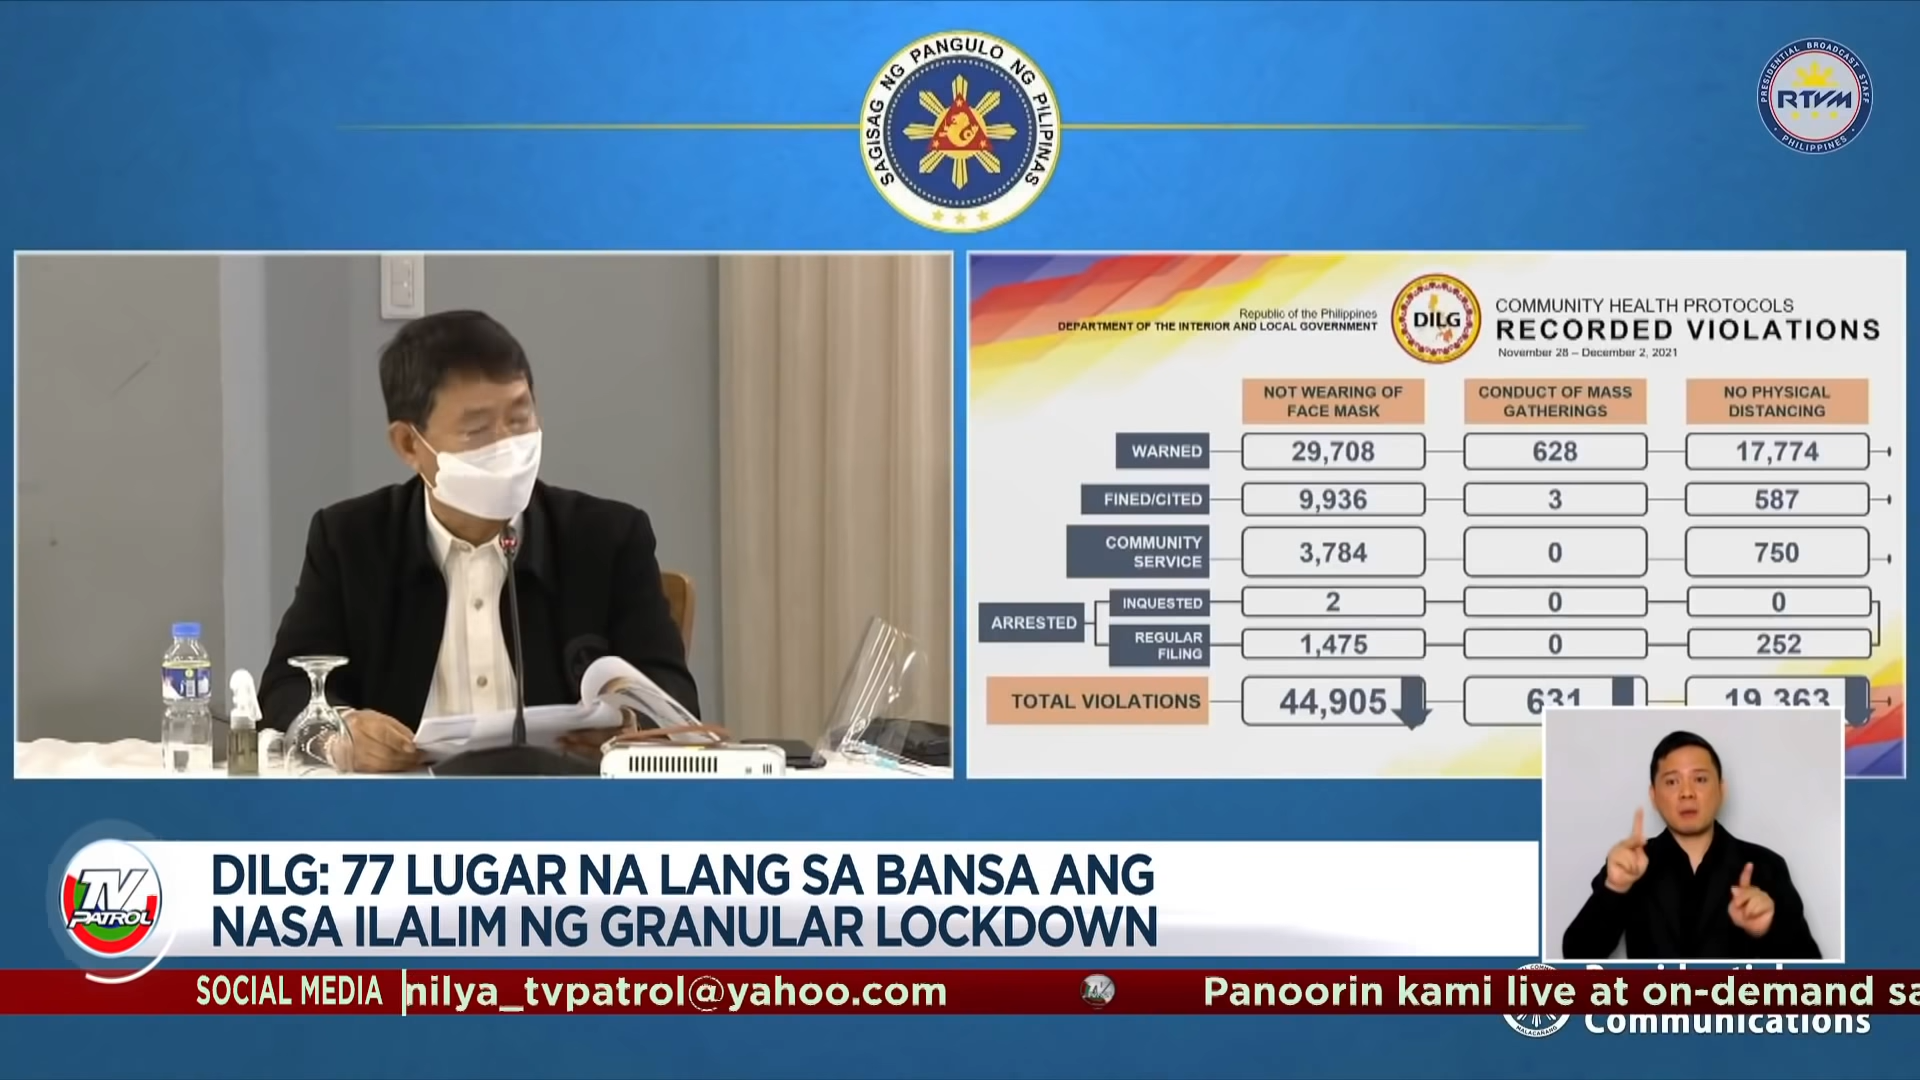 SAGISAG NG PANGULO NG PILIPINAS
PRESIDENTIAL BROADCAST STAFF
RTVM
PHILIPPINES
Republic of the Philippines
DEPARTMENT OF THE INTERIOR AND LOCAL GOVERNMENT
DILG
COMMUNITY HEALTH PROTOCOLS
RECORDED VIOLATIONS
November 28 – December 2, 2021
NOT WEARING OF FACE MASK
CONDUCT OF MASS GATHERINGS
NO PHYSICAL DISTANCING
WARNED 29,708 628 17,774
FINED/CITED 9,936 3 587
COMMUNITY SERVICE 3,784 0 750
ARRESTED
INQUESTED 2 0 0
REGULAR FILING 1,475 0 252
TOTAL VIOLATIONS 44,905 631 19,363
TV PATROL
DILG: 77 LUGAR NA LANG SA BANSA ANG
NASA ILALIM NG GRANULAR LOCKDOWN
SOCIAL MEDIA nilya_tvpatrol@yahoo.com Panoorin kami live at on-demand sa
Communications
MALACAÑANG